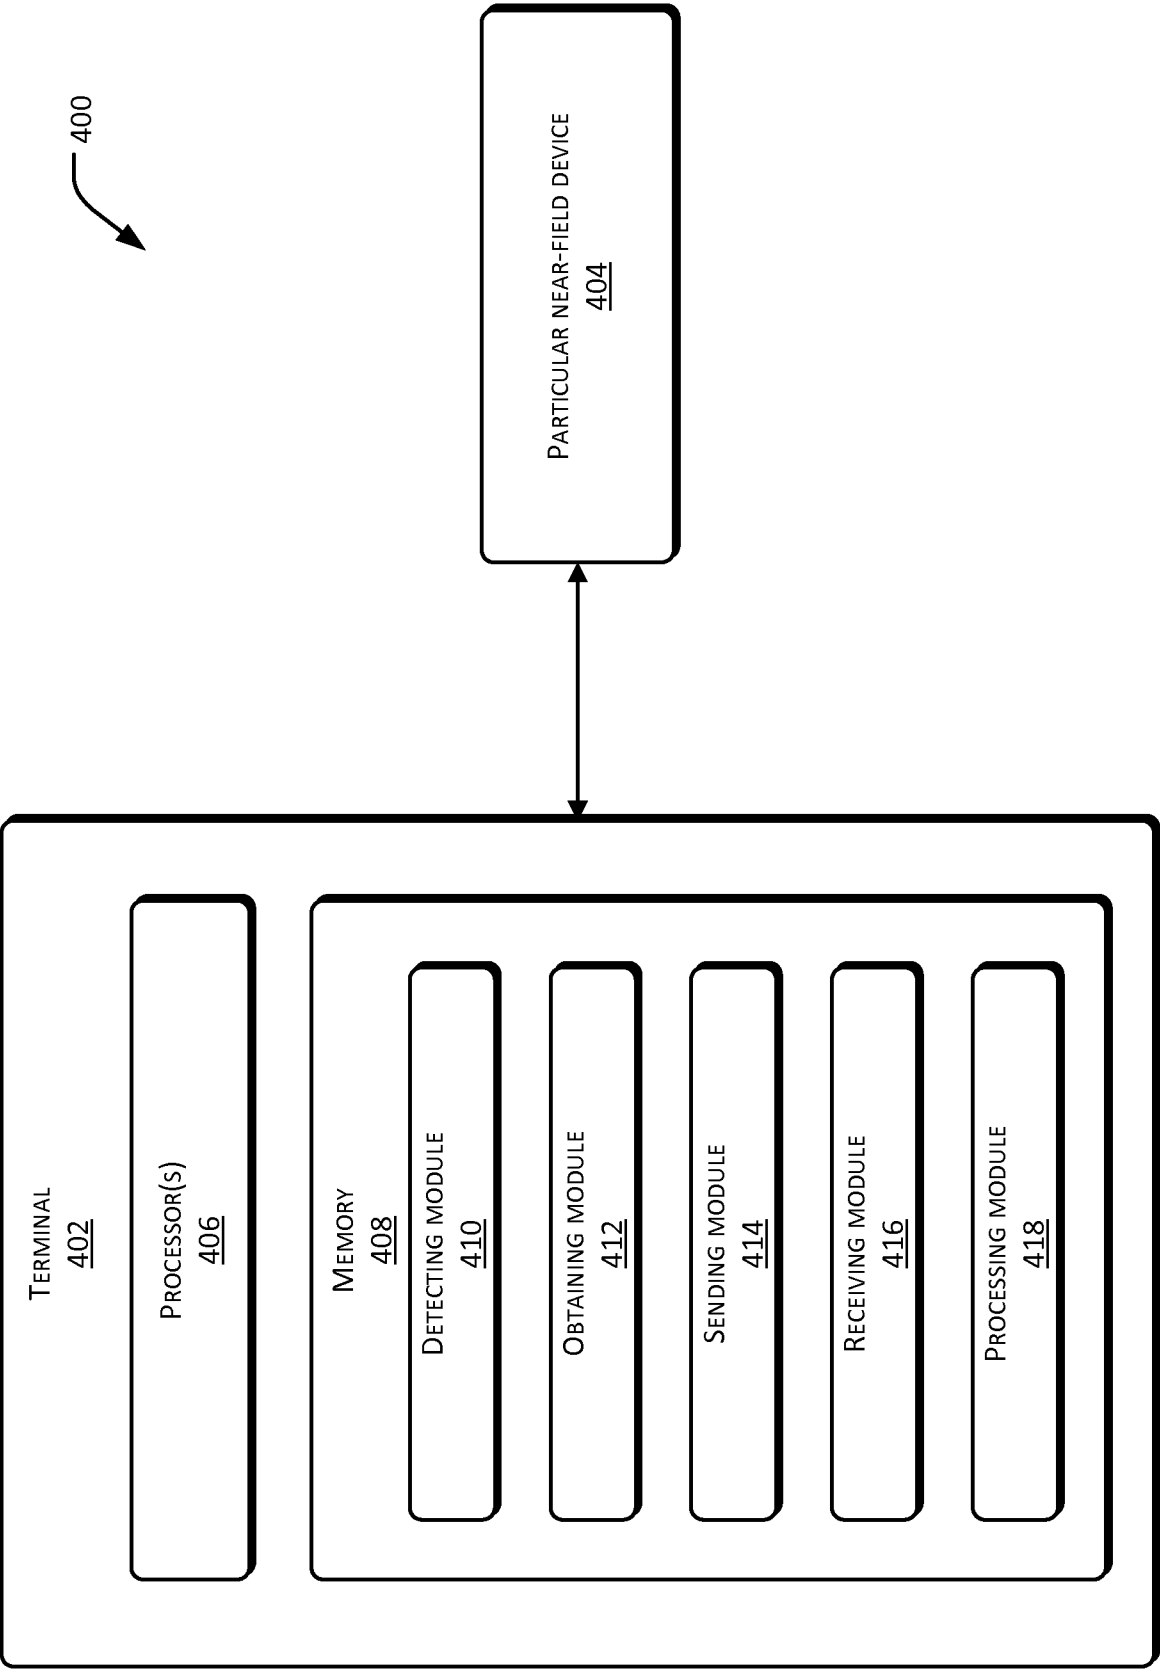 400
TERMINAL
402
PROCESSOR(S)
406
MEMORY
408
DETECTING MODULE
410
OBTAINING MODULE
412
SENDING MODULE
414
RECEIVING MODULE
416
PROCESSING MODULE
418
PARTICULAR NEAR-FIELD DEVICE
404